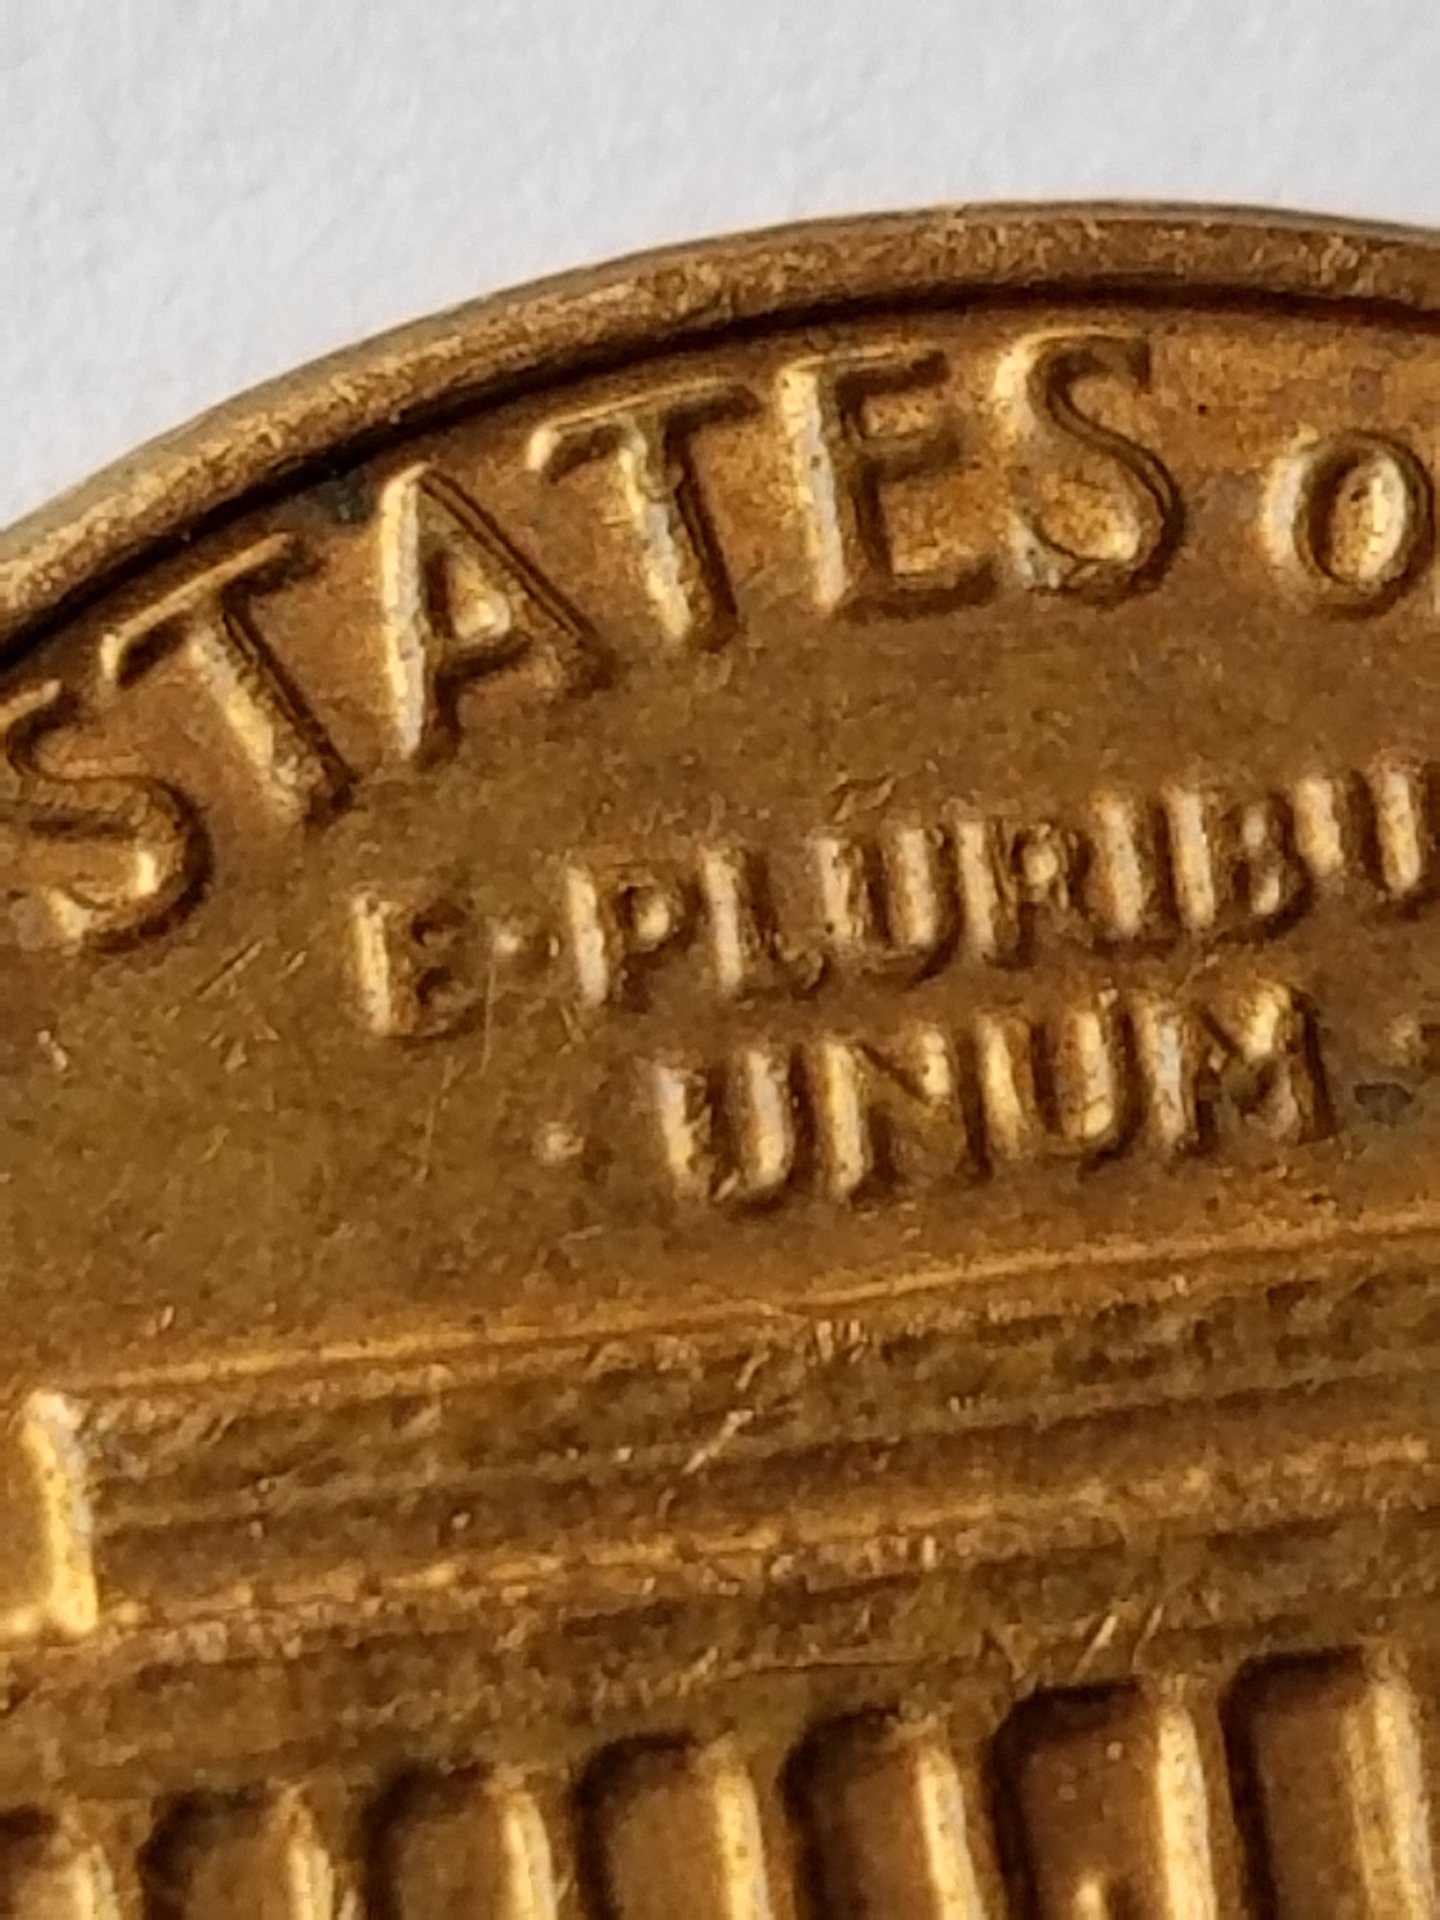 STATES O
E·PLURIBU
·UNUM·